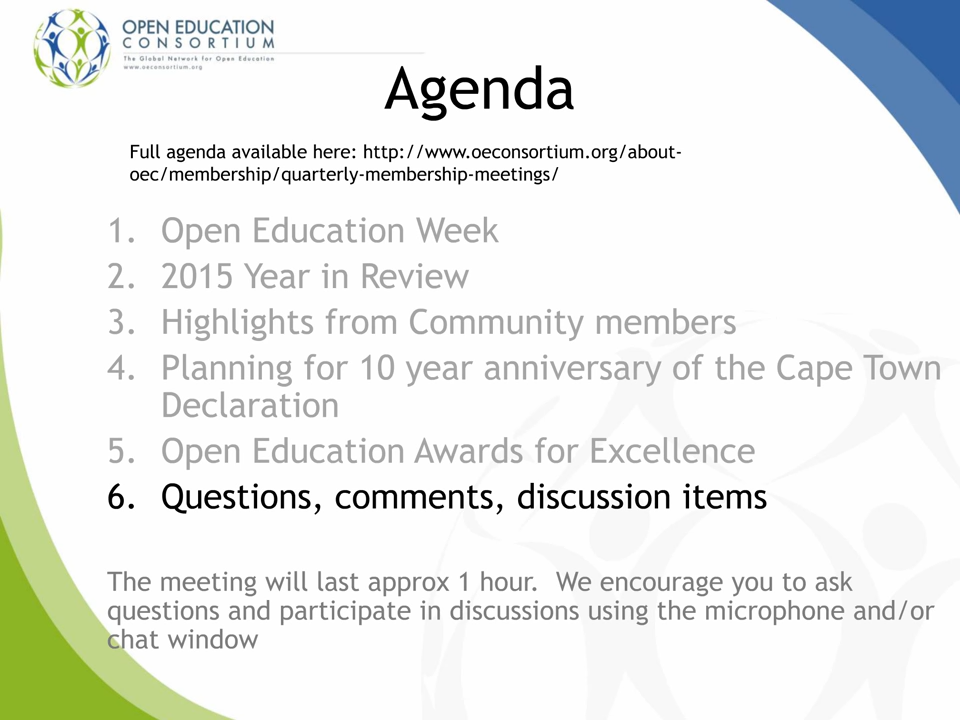 OPEN EDUCATION
CONSORTIUM
The Global Network for Open Education
www.oeconsortium.org
Agenda
Full agenda available here: http://www.oeconsortium.org/about-
oec/membership/quarterly-membership-meetings/
1. Open Education Week
2. 2015 Year in Review
3. Highlights from Community members
4. Planning for 10 year anniversary of the Cape Town
Declaration
5. Open Education Awards for Excellence
6. Questions, comments, discussion items
The meeting will last approx 1 hour.  We encourage you to ask
questions and participate in discussions using the microphone and/or
chat window